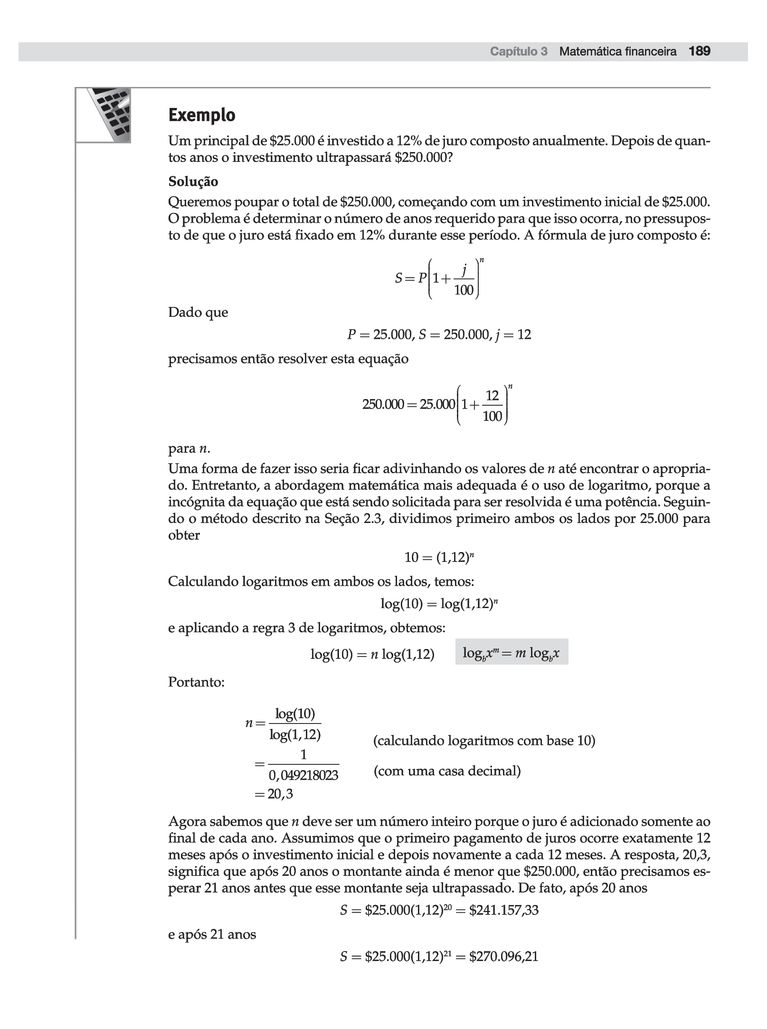 Capítulo 3 Matemática financeira 189
Exemplo
Um principal de $25.000 é investido a 12% de juro composto anualmente. Depois de quan-
tos anos o investimento ultrapassará $250.000?
Solução
Queremos poupar o total de $250.000, começando com um investimento inicial de $25.000.
O problema é determinar o número de anos requerido para que isso ocorra, no pressupos-
to de que o juro está fixado em 12% durante esse período. A fórmula de juro composto é:
S = P(1 + j/100)ⁿ
Dado que
P = 25.000, S = 250.000, j = 12
precisamos então resolver esta equação
250.000 = 25.000(1 + 12/100)ⁿ
para n.
Uma forma de fazer isso seria ficar adivinhando os valores de n até encontrar o apropria-
do. Entretanto, a abordagem matemática mais adequada é o uso de logaritmo, porque a
incógnita da equação que está sendo solicitada para ser resolvida é uma potência. Seguin-
do o método descrito na Seção 2.3, dividimos primeiro ambos os lados por 25.000 para
obter
10 = (1,12)ⁿ
Calculando logaritmos em ambos os lados, temos:
log(10) = log(1,12)ⁿ
e aplicando a regra 3 de logaritmos, obtemos:
log(10) = n log(1,12) log_b xᵐ = m log_b x
Portanto:
n = log(10)/log(1,12)
(calculando logaritmos com base 10)
= 1/0,049218023
(com uma casa decimal)
= 20,3
Agora sabemos que n deve ser um número inteiro porque o juro é adicionado somente ao
final de cada ano. Assumimos que o primeiro pagamento de juros ocorre exatamente 12
meses após o investimento inicial e depois novamente a cada 12 meses. A resposta, 20,3,
significa que após 20 anos o montante ainda é menor que $250.000, então precisamos es-
perar 21 anos antes que esse montante seja ultrapassado. De fato, após 20 anos
S = $25.000(1,12)²⁰ = $241.157,33
e após 21 anos
S = $25.000(1,12)²¹ = $270.096,21